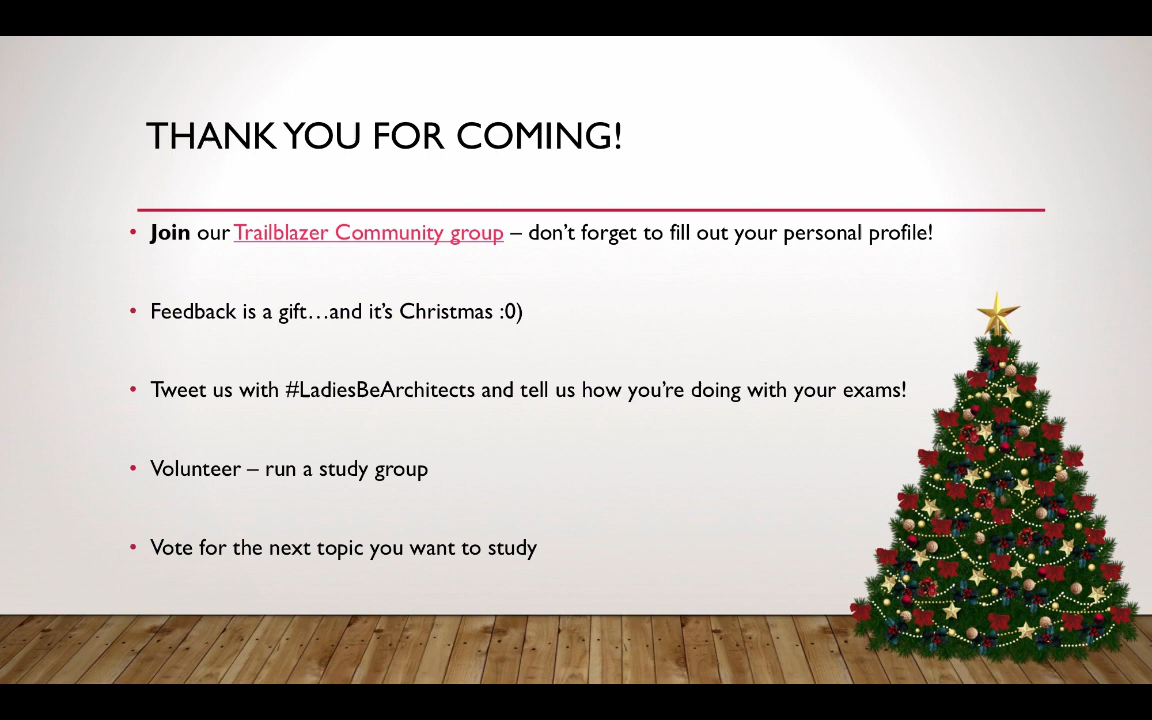 THANK YOU FOR COMING!
• Join our Trailblazer Community group – don't forget to fill out your personal profile!
• Feedback is a gift…and it's Christmas :0)
• Tweet us with #LadiesBeArchitects and tell us how you're doing with your exams!
• Volunteer – run a study group
• Vote for the next topic you want to study